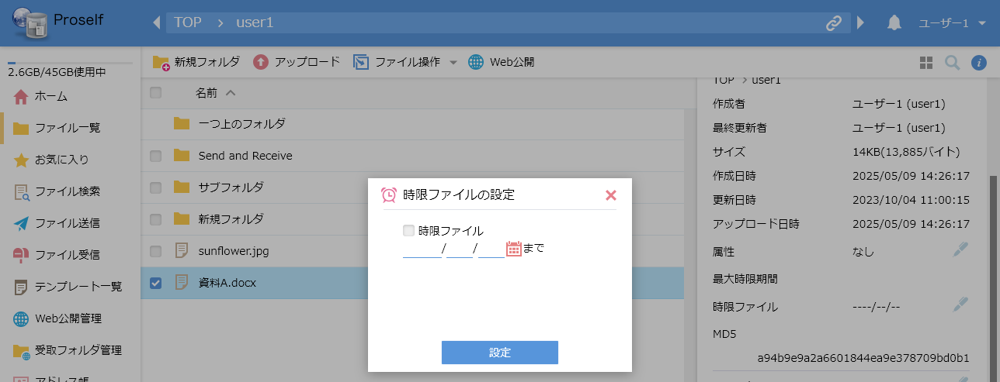 Proself
TOP > user1
ユーザー1
2.6GB/45GB使用中
ホーム
ファイル一覧
お気に入り
ファイル検索
ファイル送信
ファイル受信
テンプレート一覧
Web公開管理
受取フォルダ管理
アドレス帳
新規フォルダ
アップロード
ファイル操作
Web公開
名前
一つ上のフォルダ
Send and Receive
サブフォルダ
新規フォルダ
sunflower.jpg
資料A.docx
時限ファイルの設定
時限ファイル
/ / まで
設定
TOP > user1
作成者 ユーザー1 (user1)
最終更新者 ユーザー1 (user1)
サイズ 14KB(13,885バイト)
作成日時 2025/05/09 14:26:17
更新日時 2023/10/04 11:00:15
アップロード日時 2025/05/09 14:26:17
属性 なし
最大時限期間
時限ファイル ----/--/--
MD5
a94b9e9a2a6601844ea9e378709bd0b1